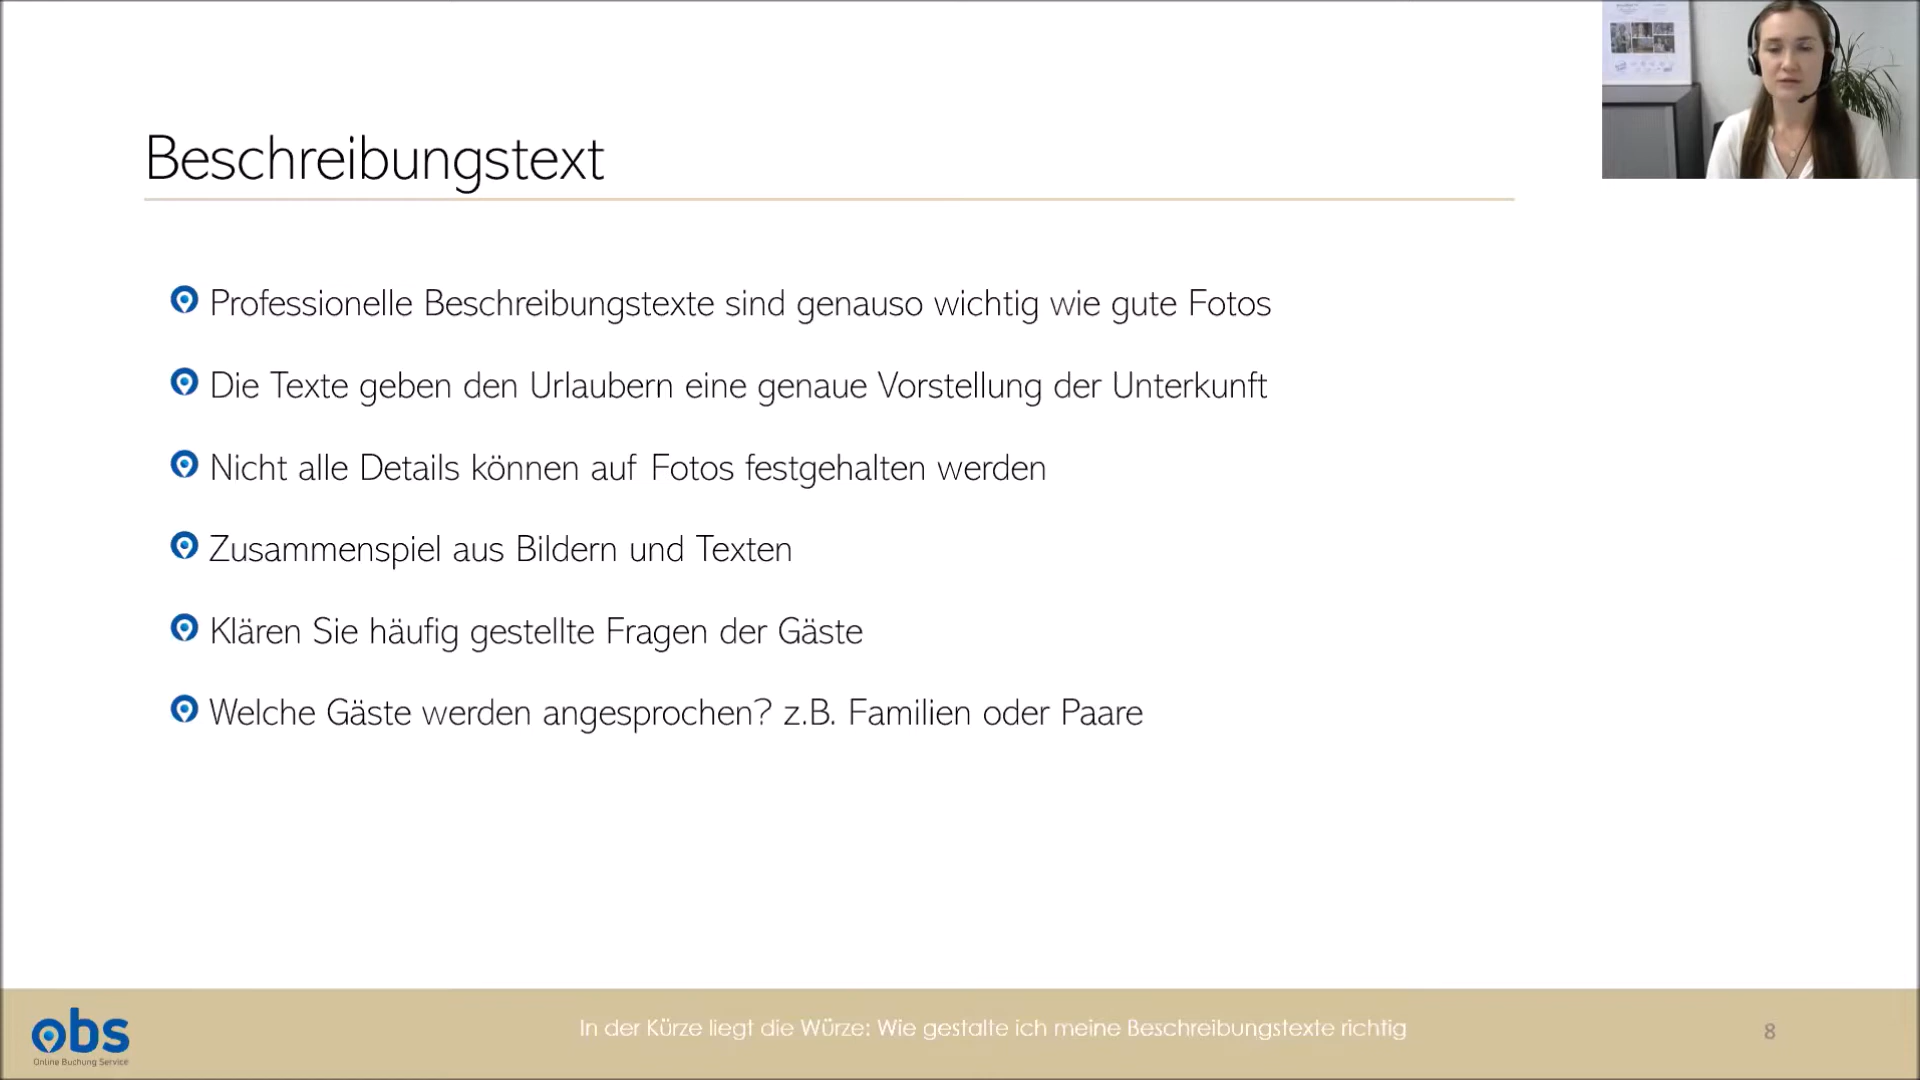 Beschreibungstext
Professionelle Beschreibungstexte sind genauso wichtig wie gute Fotos
Die Texte geben den Urlaubern eine genaue Vorstellung der Unterkunft
Nicht alle Details können auf Fotos festgehalten werden
Zusammenspiel aus Bildern und Texten
Klären Sie häufig gestellte Fragen der Gäste
Welche Gäste werden angesprochen? z.B. Familien oder Paare
obs
Online Buchung Service
In der Kürze liegt die Würze: Wie gestalte ich meine Beschreibungstexte richtig
8